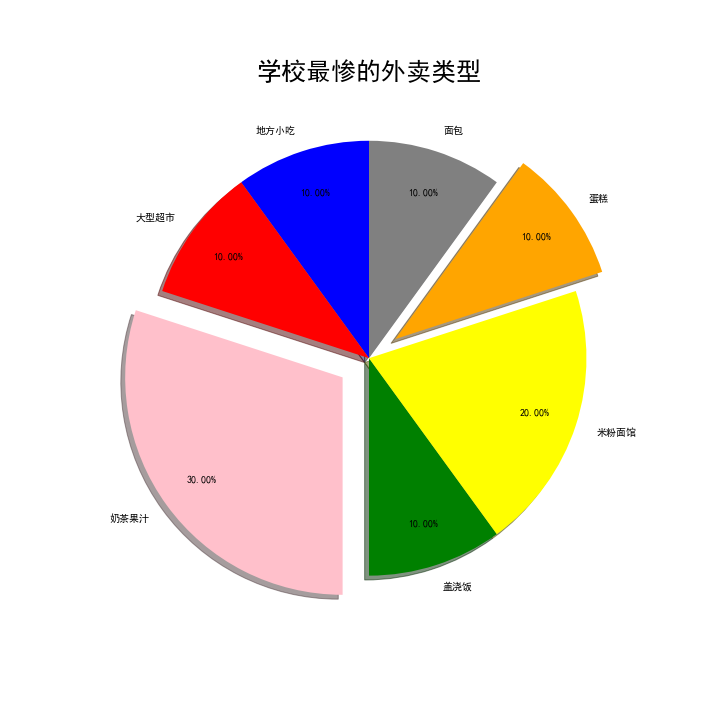 学校最惨的外卖类型
地方小吃
面包
10.00%
10.00%
蛋糕
大型超市
10.00%
10.00%
20.00%
米粉面馆
30.00%
奶茶果汁
10.00%
盖浇饭